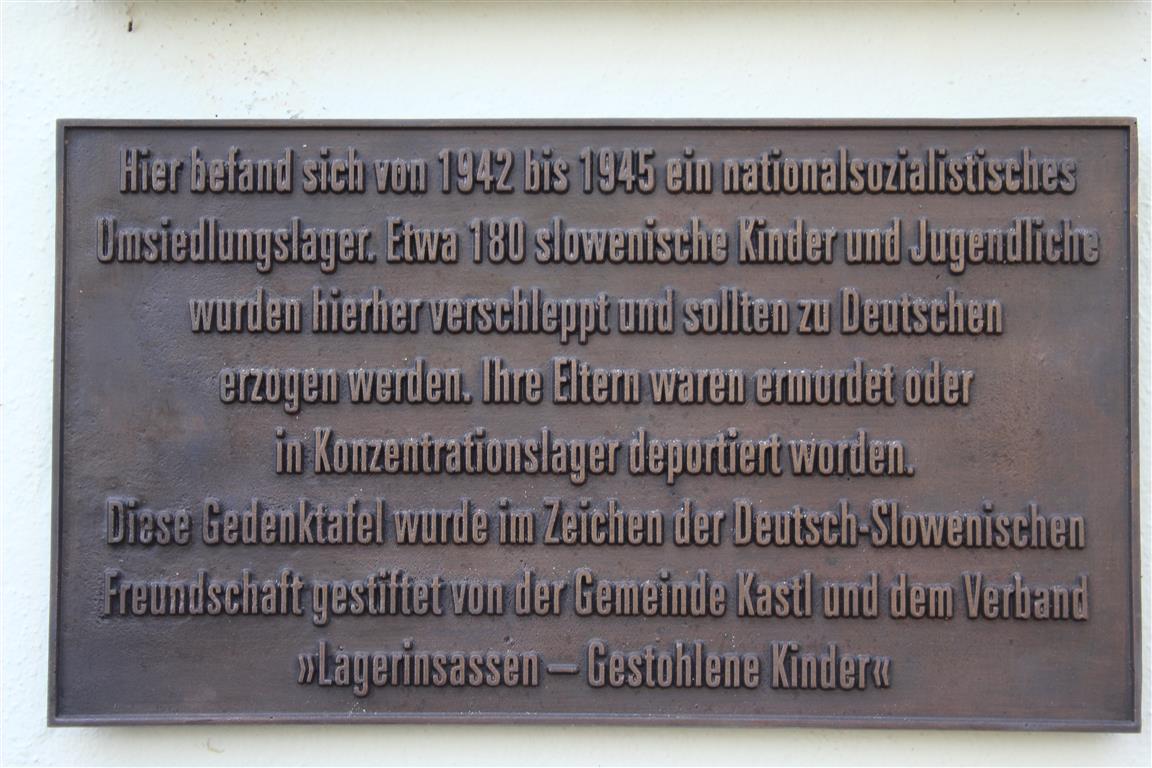 Hier befand sich von 1942 bis 1945 ein nationalsozialistisches
Umsiedlungslager. Etwa 180 slowenische Kinder und Jugendliche
wurden hierher verschleppt und sollten zu Deutschen
erzogen werden. Ihre Eltern waren ermordet oder
in Konzentrationslager deportiert worden.
Diese Gedenktafel wurde im Zeichen der Deutsch-Slowenischen
Freundschaft gestiftet von der Gemeinde Kastl und dem Verband
»Lagerinsassen – Gestohlene Kinder«